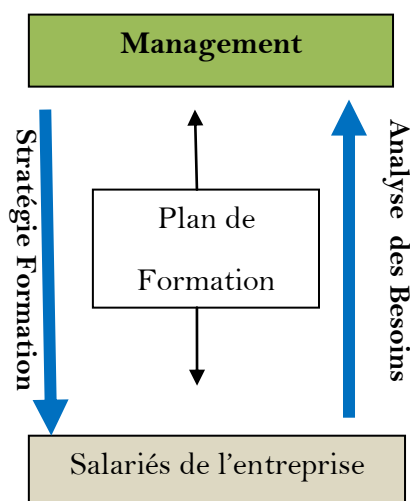 Management
Stratégie Formation
Plan de
Formation
Analyse des Besoins
Salariés de l'entreprise